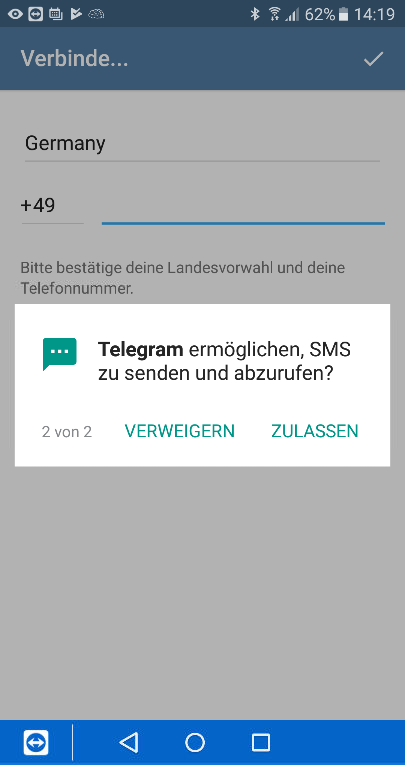 62% 14:19
Verbinde...
Germany
+49
Bitte bestätige deine Landesvorwahl und deine
Telefonnummer.
Telegram ermöglichen, SMS
zu senden und abzurufen?
2 von 2 VERWEIGERN ZULASSEN